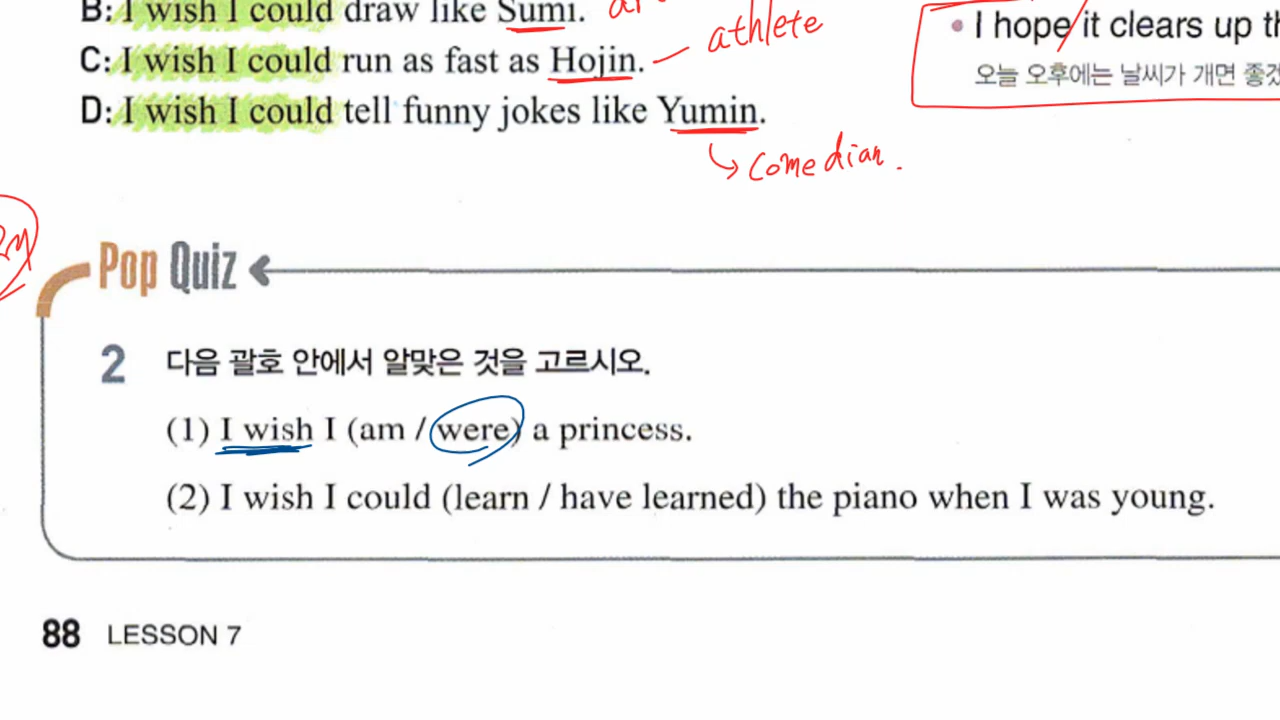 B: I wish I could draw like Sumi.
C: I wish I could run as fast as Hojin. athlete
D: I wish I could tell funny jokes like Yumin.
comedian.
I hope it clears up
오늘 오후에는 날씨가 개면
Pop Quiz
2 다음 괄호 안에서 알맞은 것을 고르시오.
(1) I wish I (am / were) a princess.
(2) I wish I could (learn / have learned) the piano when I was young.
88 LESSON 7